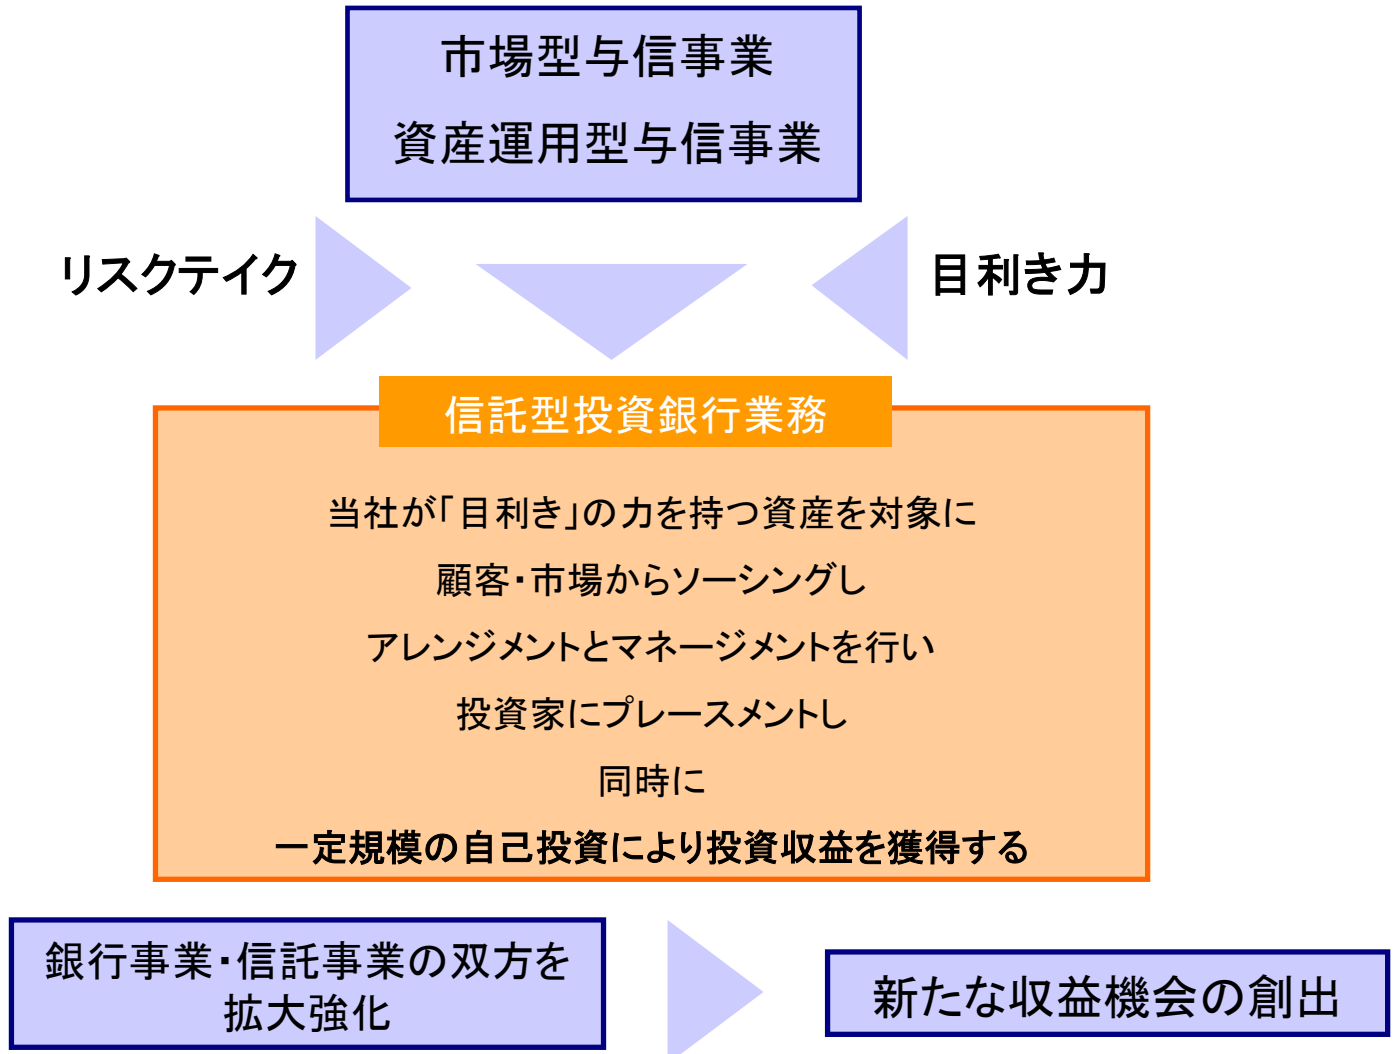 市場型与信事業
資産運用型与信事業
リスクテイク
目利き力
信託型投資銀行業務
当社が「目利き」の力を持つ資産を対象に
顧客・市場からソーシングし
アレンジメントとマネージメントを行い
投資家にプレースメントし
同時に
一定規模の自己投資により投資収益を獲得する
銀行事業・信託事業の双方を
拡大強化
新たな収益機会の創出